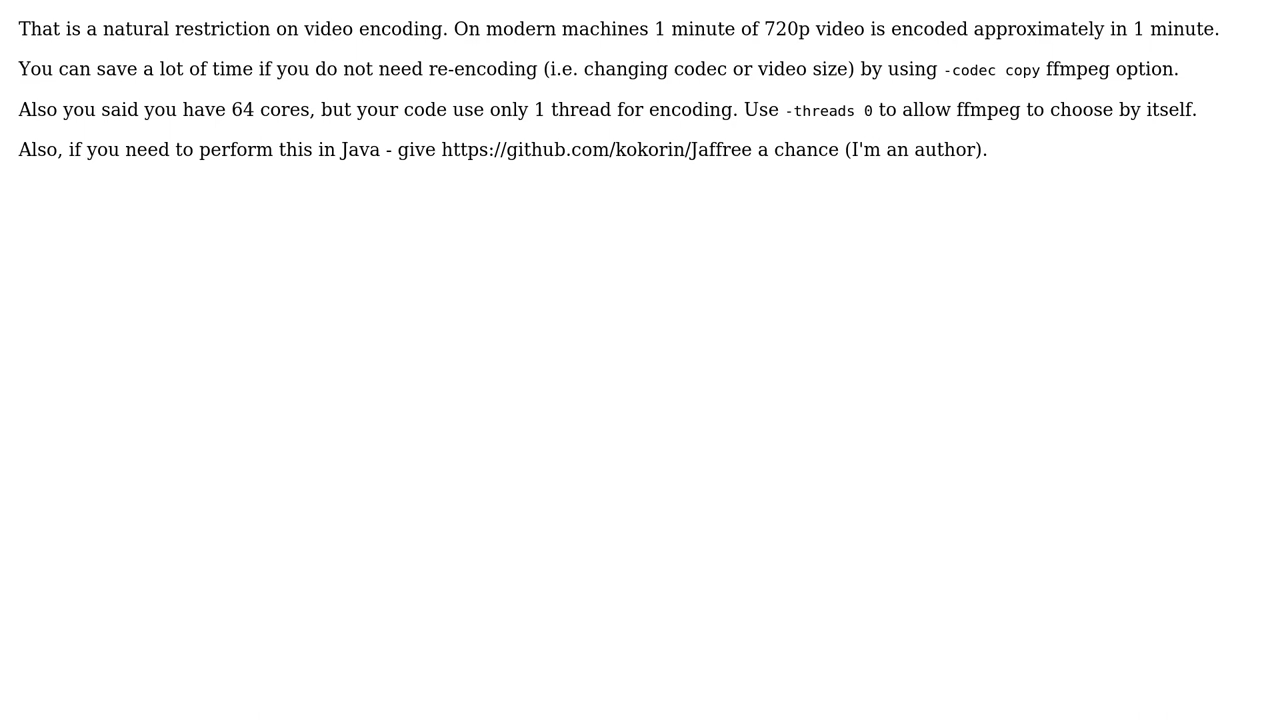 That is a natural restriction on video encoding. On modern machines 1 minute of 720p video is encoded approximately in 1 minute.
You can save a lot of time if you do not need re-encoding (i.e. changing codec or video size) by using -codec copy ffmpeg option.
Also you said you have 64 cores, but your code use only 1 thread for encoding. Use -threads 0 to allow ffmpeg to choose by itself.
Also, if you need to perform this in Java - give https://github.com/kokorin/Jaffree a chance (I'm an author).